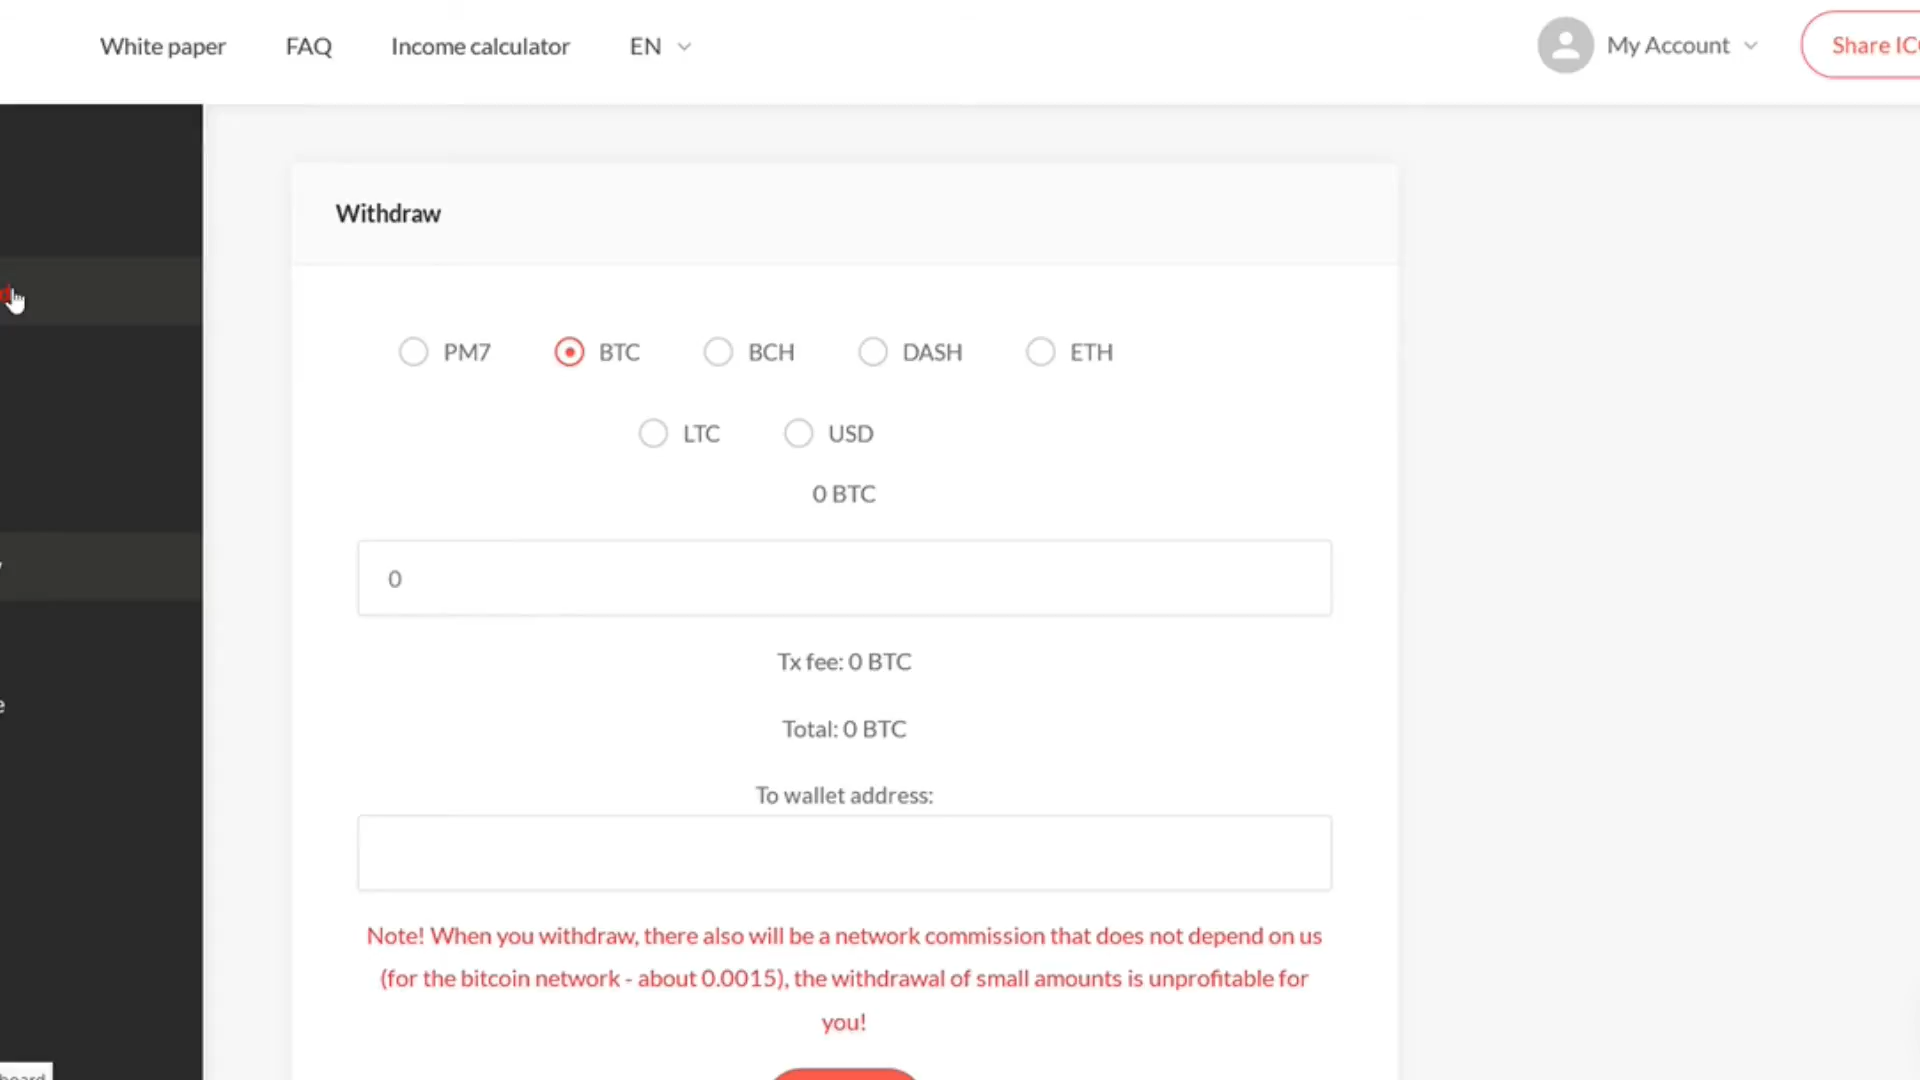 White paper FAQ Income calculator EN My Account Share IC
Withdraw
PM7 BTC BCH DASH ETH
LTC USD
0 BTC
0
Tx fee: 0 BTC
Total: 0 BTC
To wallet address:
Note! When you withdraw, there also will be a network commission that does not depend on us
(for the bitcoin network - about 0.0015), the withdrawal of small amounts is unprofitable for
you!